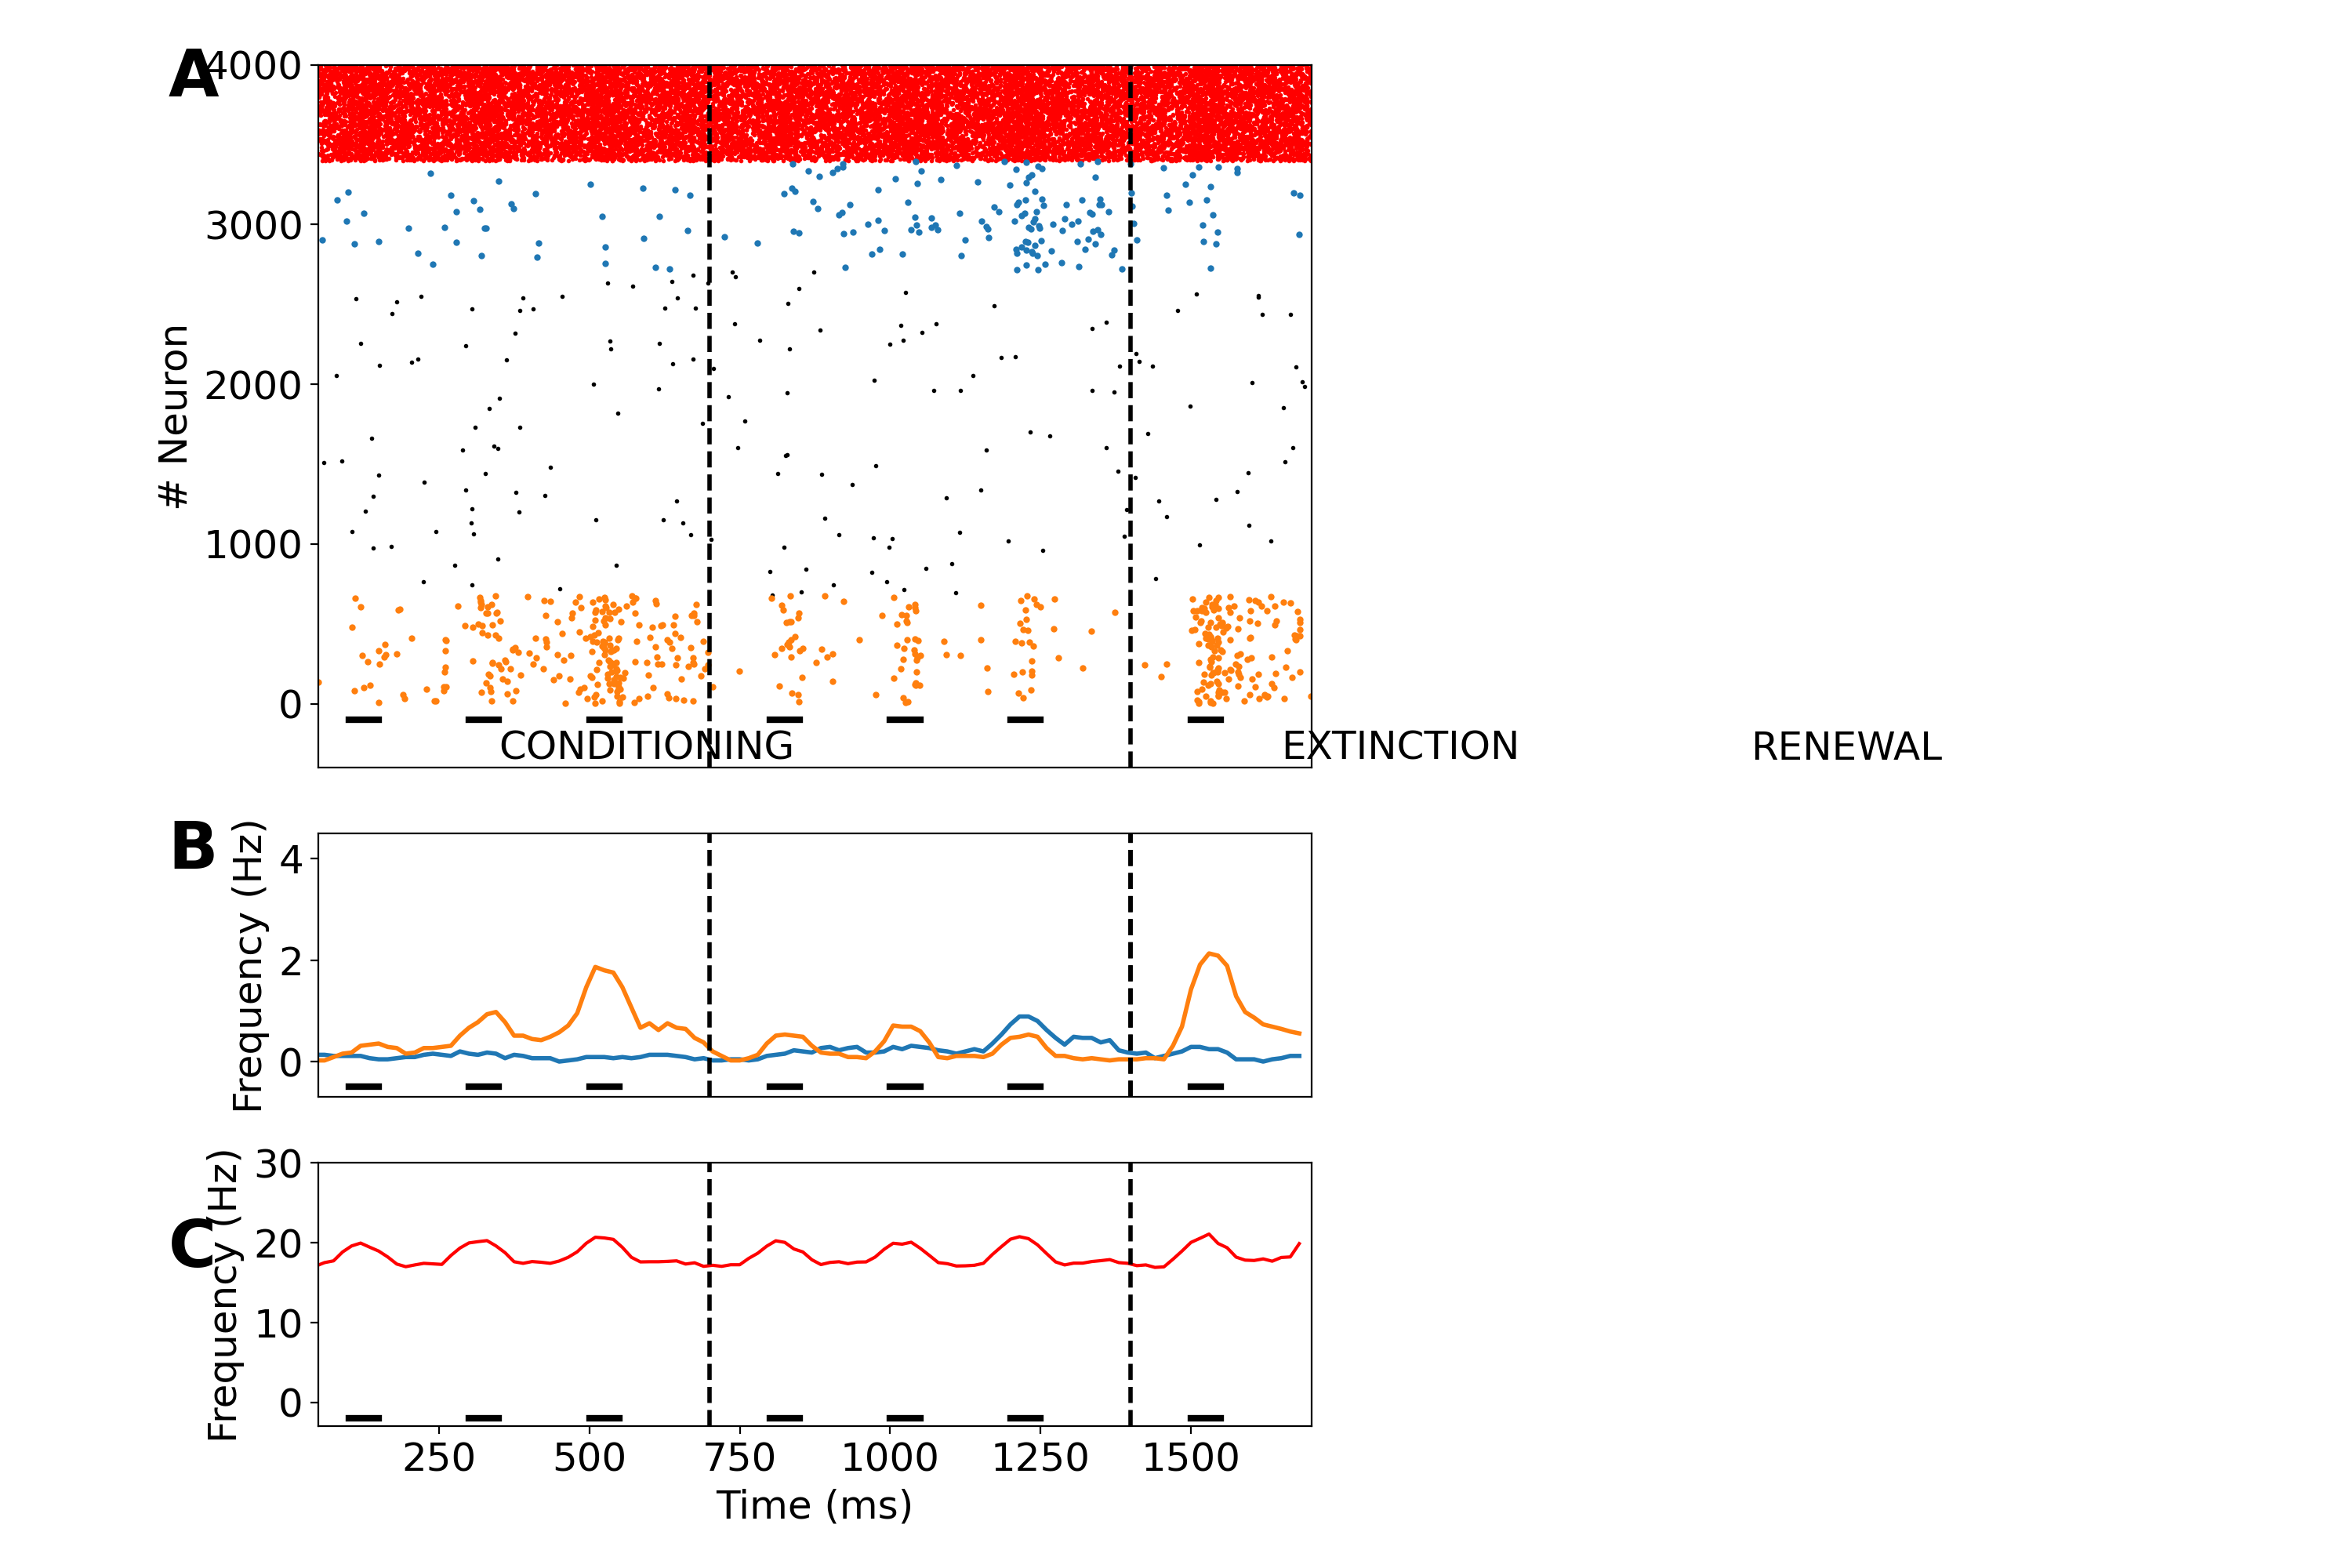 A
4000
3000
2000
1000
0
# Neuron
CONDITIONING EXTINCTION RENEWAL
B
4
2
0
Frequency (Hz)
C
30
20
10
0
Frequency (Hz)
250 500 750 1000 1250 1500
Time (ms)